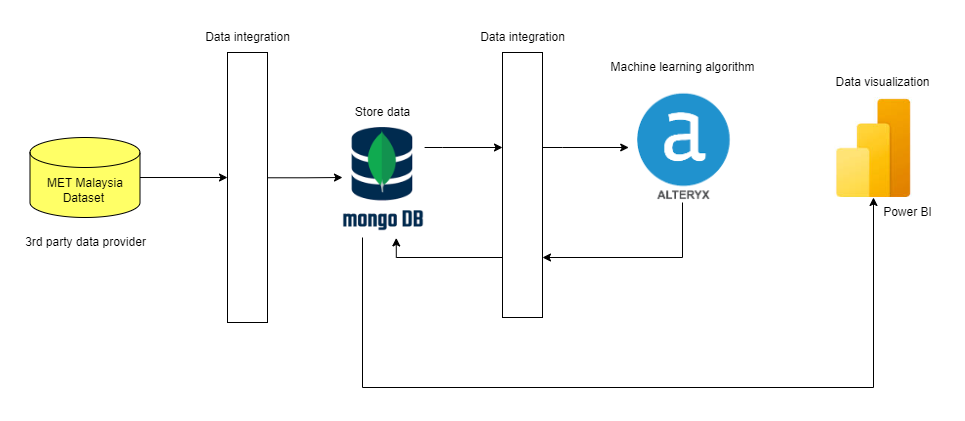 Data integration
Data integration
Machine learning algorithm
Data visualization
Store data
MET Malaysia
Dataset
mongo DB
a
ALTERYX
Power BI
3rd party data provider